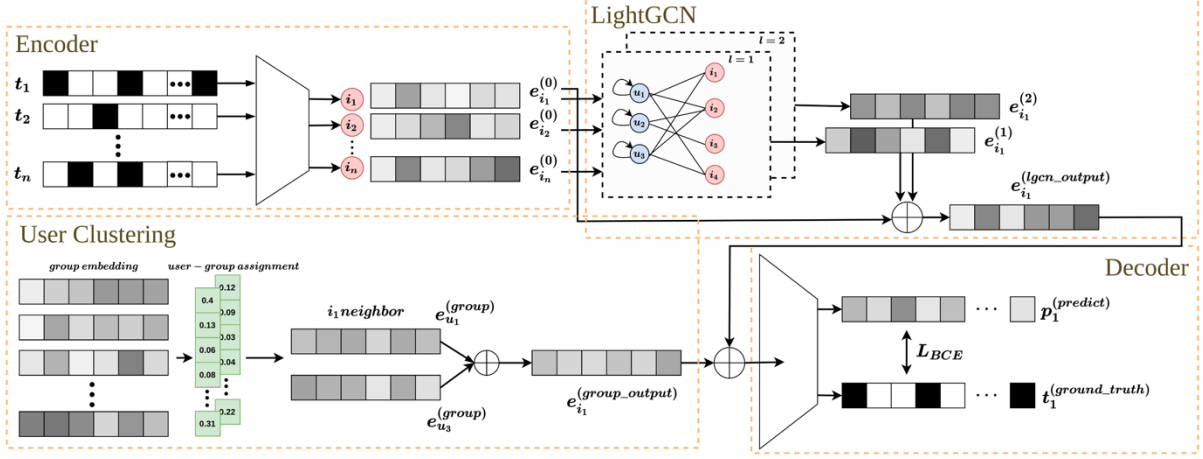 LightGCN
Encoder
l = 2
l = 1
t₁ ••• i₁ e_{i₁}^{(0)}
t₂ ••• i₂ e_{i₂}^{(0)}
tₙ ••• iₙ e_{iₙ}^{(0)}
u₁ i₁
u₂ i₂
u₃ i₃
i₄
e_{i₁}^{(2)}
e_{i₁}^{(1)}
e_{i₁}^{(lgcn_output)}
User Clustering
group embedding
user − group assignment
0.12
0.4
0.09
0.13
0.03
0.06
0.04
0.08
0.22
0.31
i₁ neighbor
e_{u₁}^{(group)}
e_{u₃}^{(group)}
e_{i₁}^{(group_output)}
Decoder
··· p₁^{(predict)}
L_{BCE}
··· t₁^{(ground_truth)}